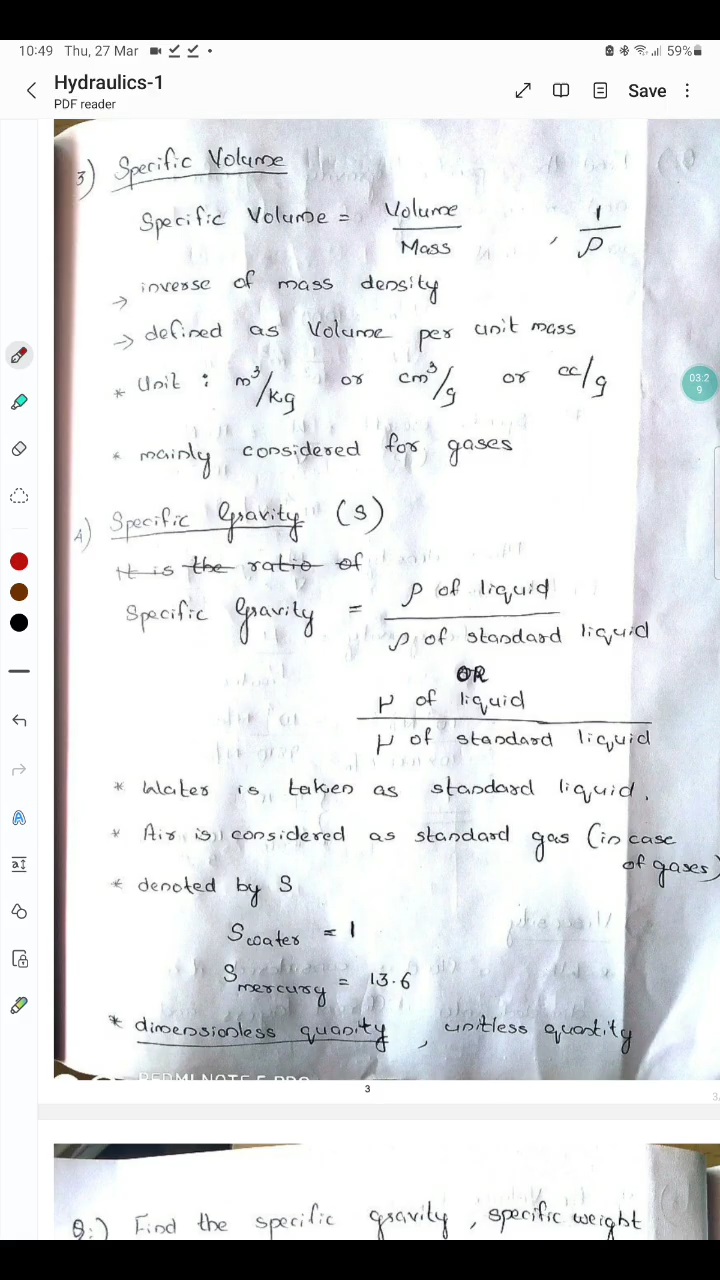 10:49 Thu, 27 Mar
59%
Hydraulics-1
PDF reader
Save
3) Specific Volume
Specific Volume = Volume / Mass , 1/ρ
→ inverse of mass density
→ defined as Volume per unit mass
* Unit : m³/kg or cm³/g or cc/g
* mainly considered for gases
4) Specific Gravity (S)
It is the ratio of
Specific Gravity = ρ of liquid / ρ of standard liquid
OR
μ of liquid / μ of standard liquid
* Water is taken as standard liquid.
* Air is considered as standard gas (in case
of gases)
* denoted by S
S water = 1
S mercury = 13.6
* dimensionless quanity, unitless quantity
3
03:29
Q:) Find the specific gravity, specific weight